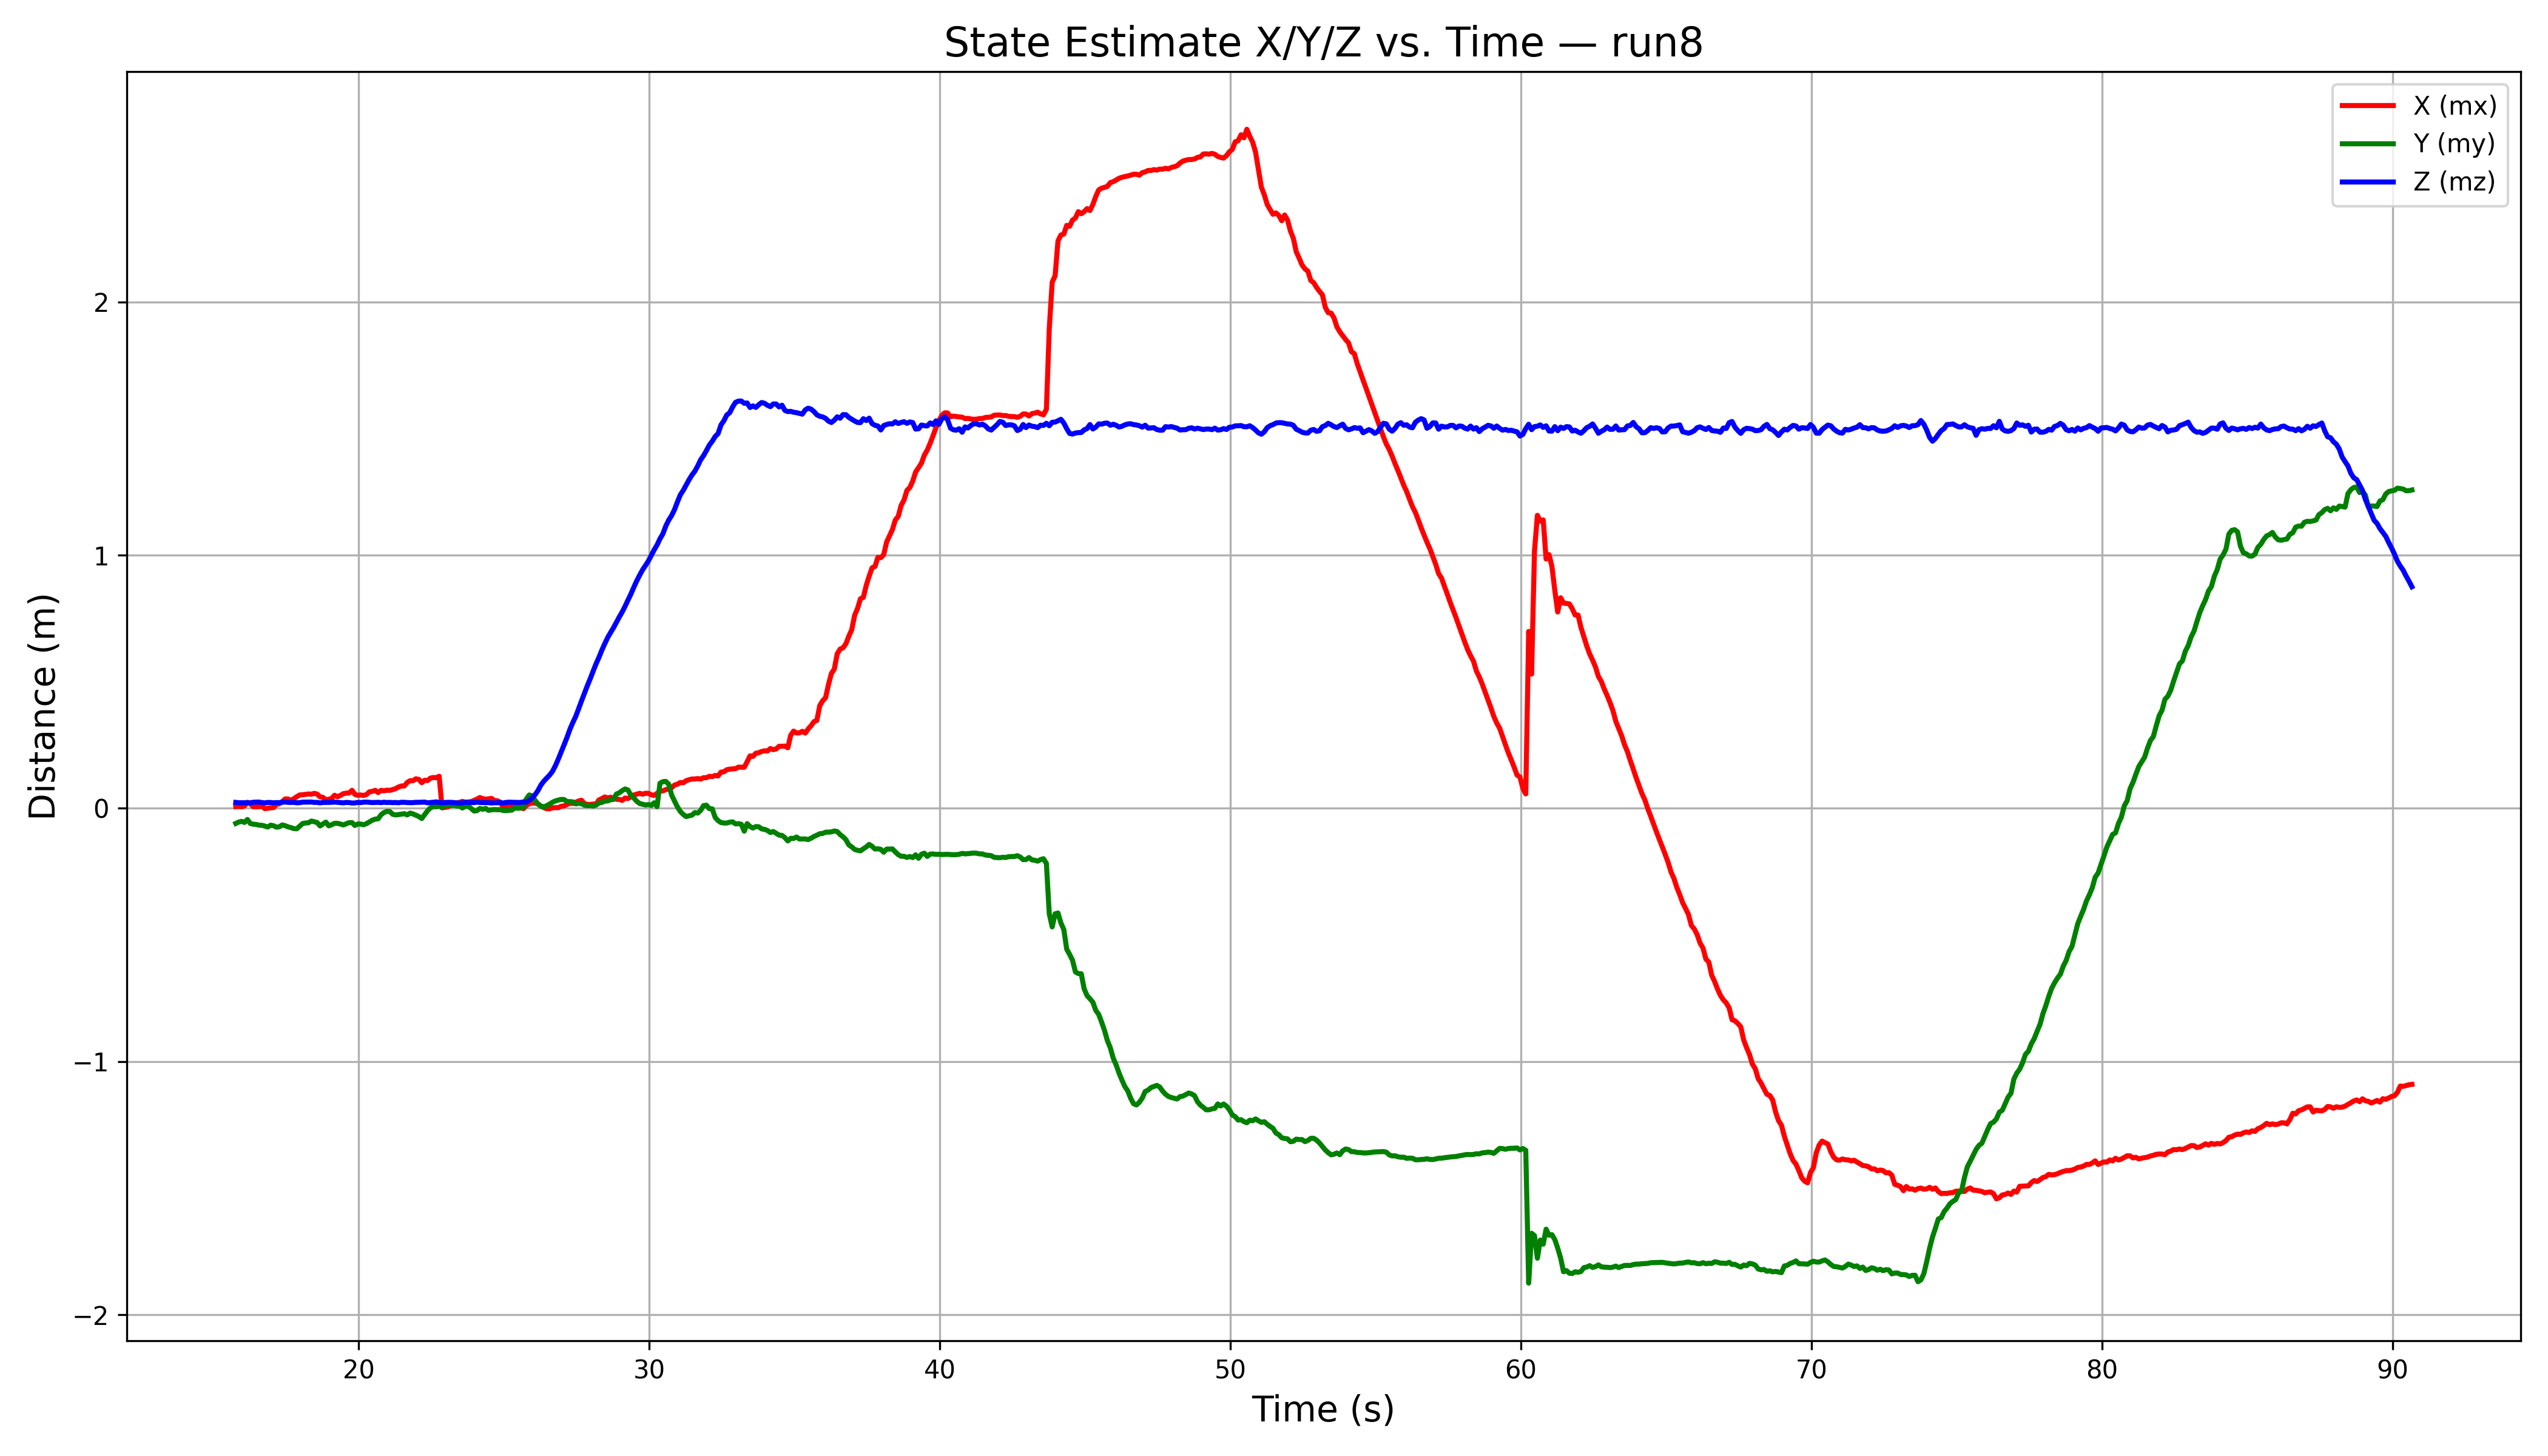 State Estimate X/Y/Z vs. Time — run8
X (mx)
Y (my)
Z (mz)
Distance (m)
2
1
0
−1
−2
20 30 40 50 60 70 80 90
Time (s)